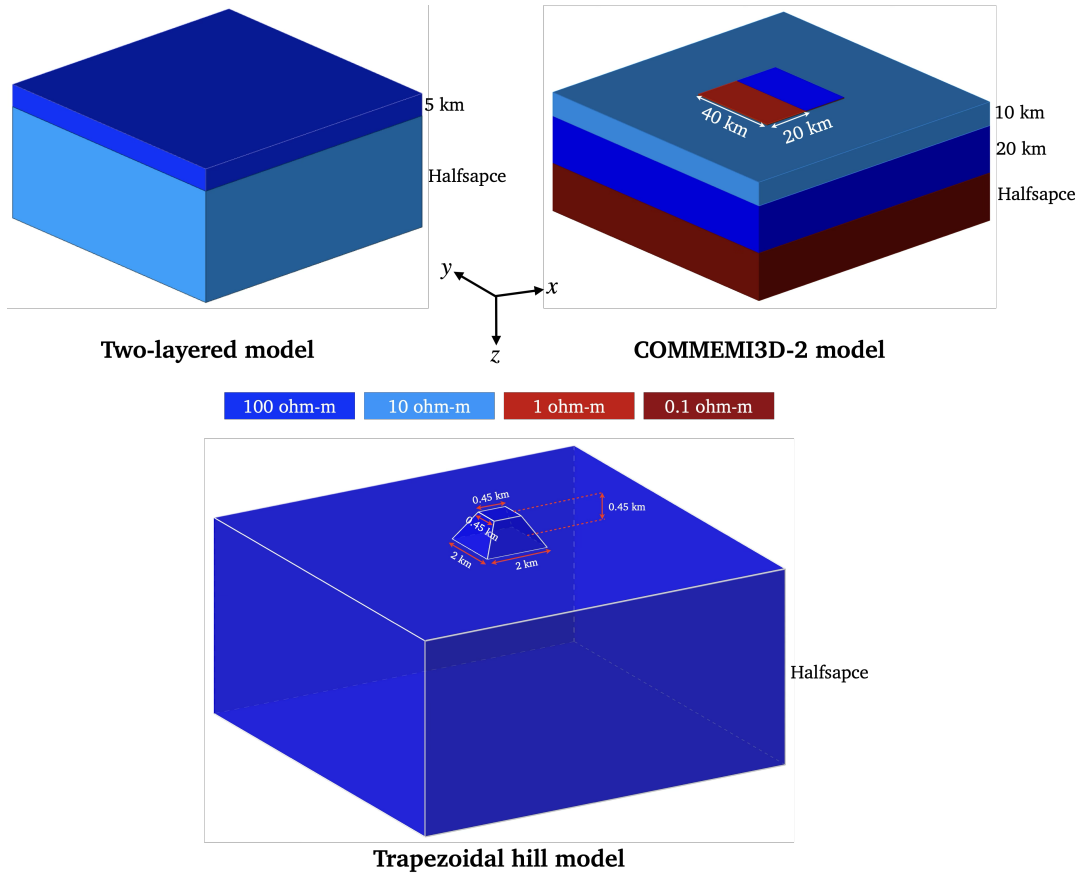 5 km
Halfsapce
40 km
20 km
10 km
20 km
Halfsapce
y
x
z
Two-layered model
COMMEMI3D-2 model
100 ohm-m
10 ohm-m
1 ohm-m
0.1 ohm-m
0.45 km
0.45 km
0.45 km
2 km
2 km
Halfsapce
Trapezoidal hill model